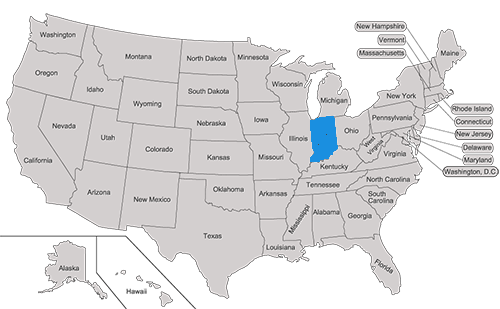 New Hampshire
Vermont
Massachusetts
Washington
Montana
North Dakota
Minnesota
Maine
Oregon
Idaho
Wyoming
South Dakota
Wisconsin
Michigan
New York
Rhode Island
Connecticut
New Jersey
Delaware
Maryland
Washington, D.C
Nevada
Utah
Colorado
Nebraska
Iowa
Illinois
Ohio
Pennsylvania
West
Virginia
Virginia
California
Kansas
Missouri
Kentucky
Arizona
New Mexico
Oklahoma
Arkansas
Tennessee
North Carolina
South
Carolina
Texas
Louisiana
Mississippi
Alabama
Georgia
Florida
Alaska
Hawaii